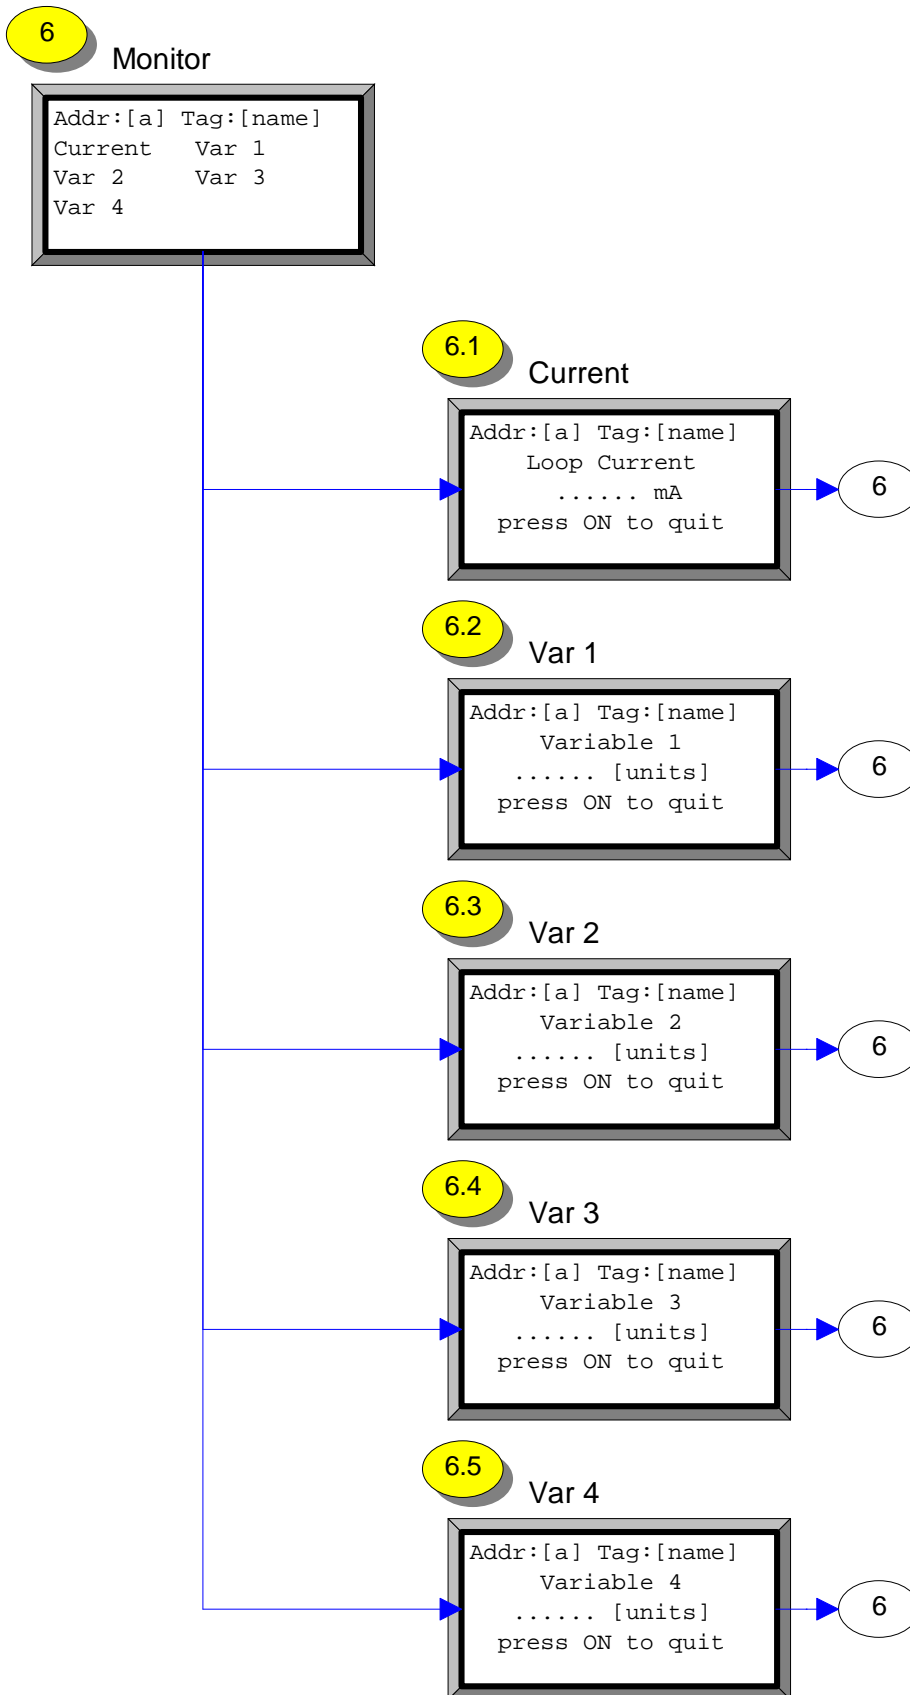 6
Monitor
Addr:[a] Tag:[name]
Current Var 1
Var 2 Var 3
Var 4
6.1
Current
Addr:[a] Tag:[name]
Loop Current
...... mA
press ON to quit
6
6.2
Var 1
Addr:[a] Tag:[name]
Variable 1
...... [units]
press ON to quit
6
6.3
Var 2
Addr:[a] Tag:[name]
Variable 2
...... [units]
press ON to quit
6
6.4
Var 3
Addr:[a] Tag:[name]
Variable 3
...... [units]
press ON to quit
6
6.5
Var 4
Addr:[a] Tag:[name]
Variable 4
...... [units]
press ON to quit
6